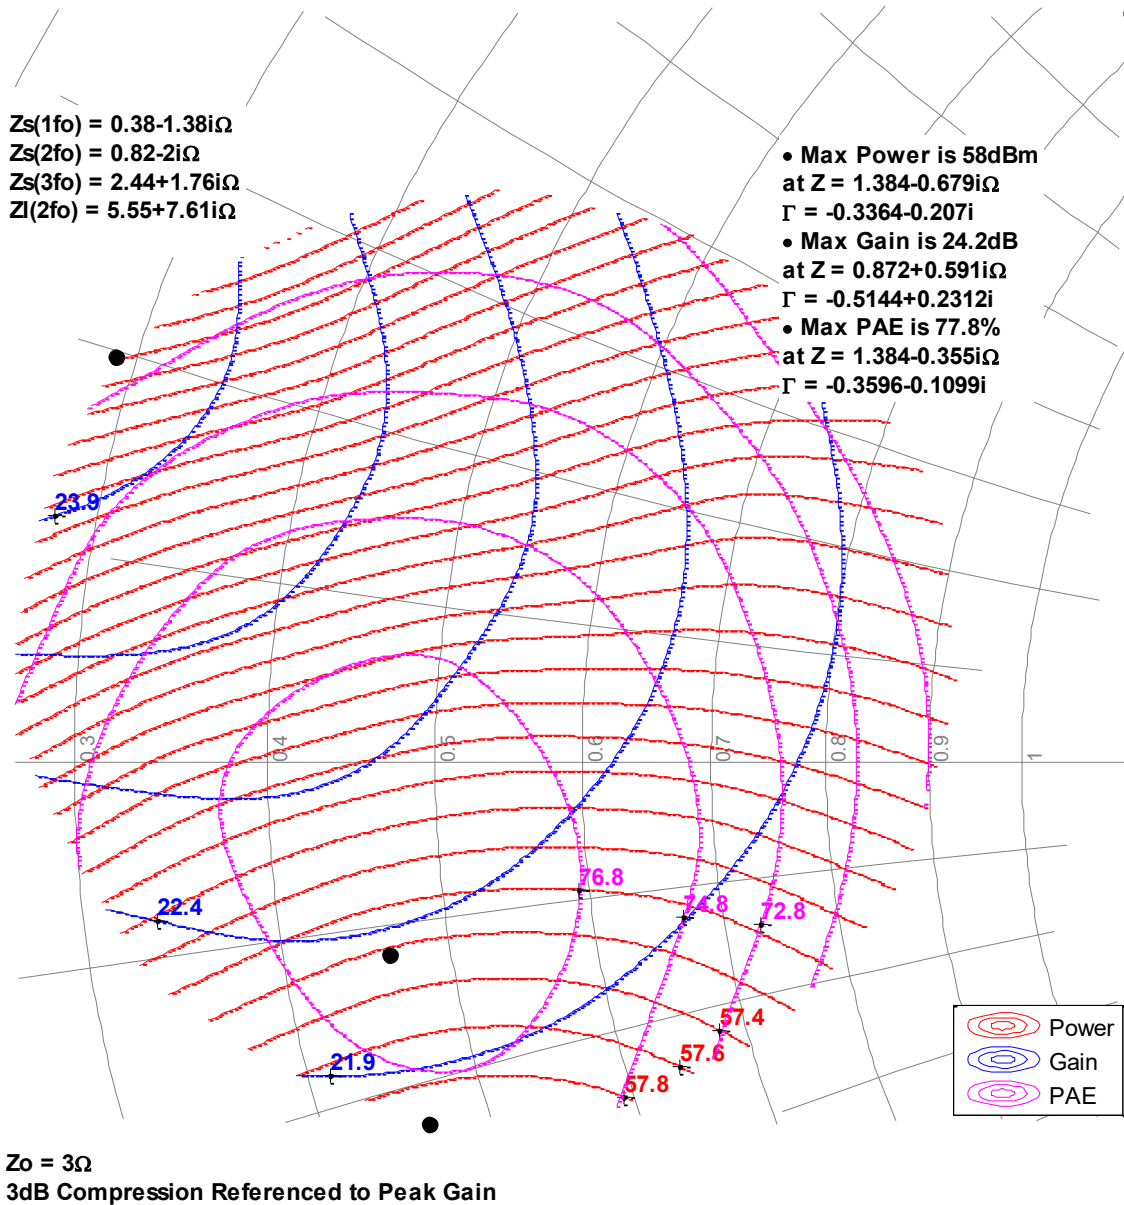 Zs(1fo) = 0.38-1.38iΩ
Zs(2fo) = 0.82-2iΩ
Zs(3fo) = 2.44+1.76iΩ
Zl(2fo) = 5.55+7.61iΩ
• Max Power is 58dBm
at Z = 1.384-0.679iΩ
Γ = -0.3364-0.207i
• Max Gain is 24.2dB
at Z = 0.872+0.591iΩ
Γ = -0.5144+0.2312i
• Max PAE is 77.8%
at Z = 1.384-0.355iΩ
Γ = -0.3596-0.1099i
23.9
0.3
0.4
0.5
0.6
0.7
0.8
0.9
1
76.8
74.8
72.8
22.4
57.4
57.6
21.9
57.8
Power
Gain
PAE
Zo = 3Ω
3dB Compression Referenced to Peak Gain